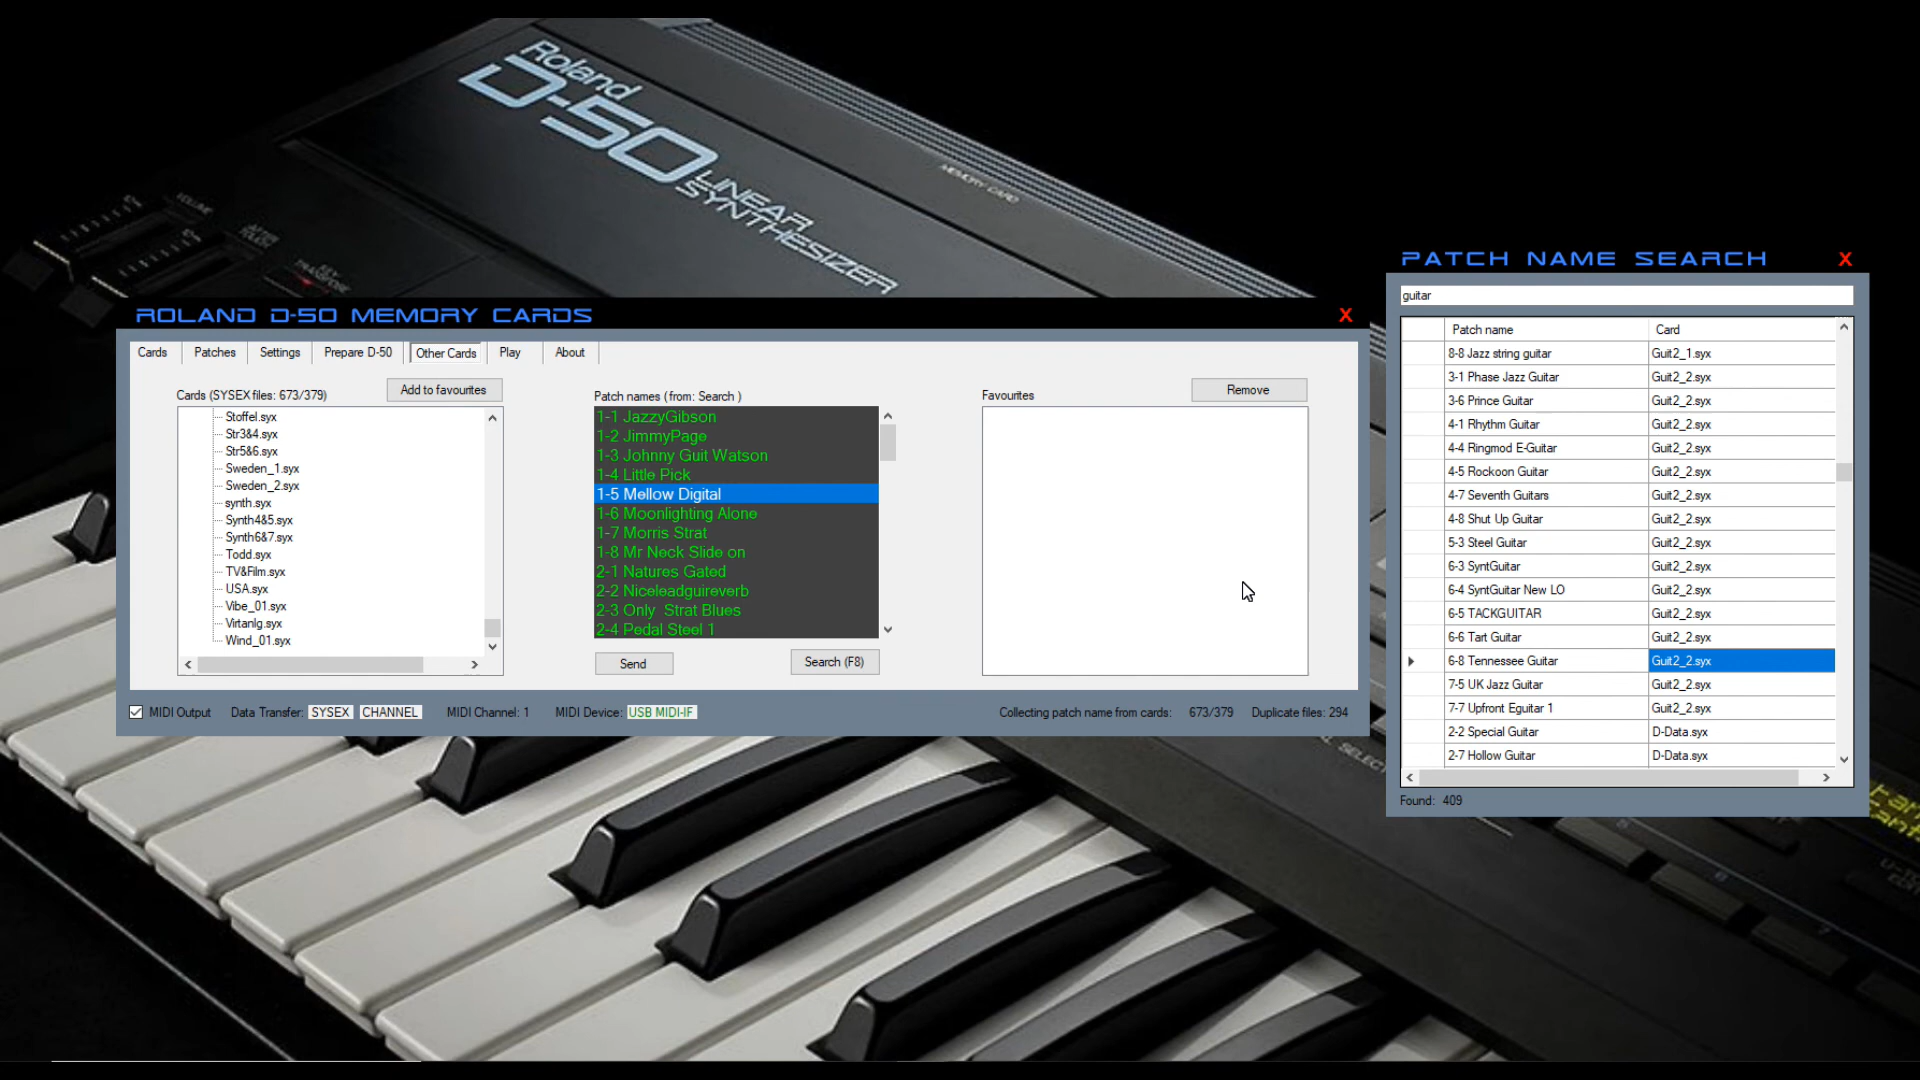 Roland
D-50
LINEAR
SYNTHESIZER
MEMORY CARD
VOLUME
KEY
TRANSPOSE
PATCH NAME SEARCH
X
guitar
Patch name Card
8-8 Jazz string guitar Guit2_1.syx
3-1 Phase Jazz Guitar Guit2_2.syx
3-6 Prince Guitar Guit2_2.syx
4-1 Rhythm Guitar Guit2_2.syx
4-4 Ringmod E-Guitar Guit2_2.syx
4-5 Rockoon Guitar Guit2_2.syx
4-7 Seventh Guitars Guit2_2.syx
4-8 Shut Up Guitar Guit2_2.syx
5-3 Steel Guitar Guit2_2.syx
6-3 SyntGuitar Guit2_2.syx
6-4 SyntGuitar New LO Guit2_2.syx
6-5 TACKGUITAR Guit2_2.syx
6-6 Tart Guitar Guit2_2.syx
6-8 Tennessee Guitar Guit2_2.syx
7-5 UK Jazz Guitar Guit2_2.syx
7-7 Upfront Eguitar 1 Guit2_2.syx
2-2 Special Guitar D-Data.syx
2-7 Hollow Guitar D-Data.syx
Found: 409
ROLAND D-50 MEMORY CARDS
X
Cards Patches Settings Prepare D-50 Other Cards Play About
Cards (SYSEX files: 673/379)
Add to favourites
Stoffel.syx
Str3&4.syx
Str5&6.syx
Sweden_1.syx
Sweden_2.syx
synth.syx
Synth4&5.syx
Synth6&7.syx
Todd.syx
TV&Film.syx
USA.syx
Vibe_01.syx
Virtanlg.syx
Wind_01.syx
Patch names (from: Search )
1-1 JazzyGibson
1-2 JimmyPage
1-3 Johnny Guit Watson
1-4 Little Pick
1-5 Mellow Digital
1-6 Moonlighting Alone
1-7 Morris Strat
1-8 Mr Neck Slide on
2-1 Natures Gated
2-2 Niceleadguireverb
2-3 Only  Strat Blues
2-4 Pedal Steel 1
Send
Search (F8)
Favourites
Remove
MIDI Output Data Transfer: SYSEX CHANNEL MIDI Channel: 1 MIDI Device: USB MIDI-IF Collecting patch name from cards: 673/379 Duplicate files: 294